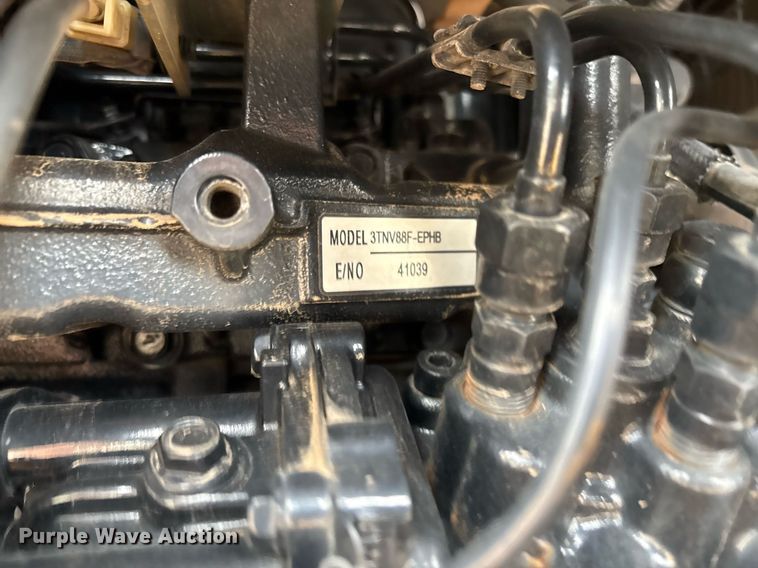 MODEL 3TNV88F-EPHB
E/NO 41039
Purple Wave Auction